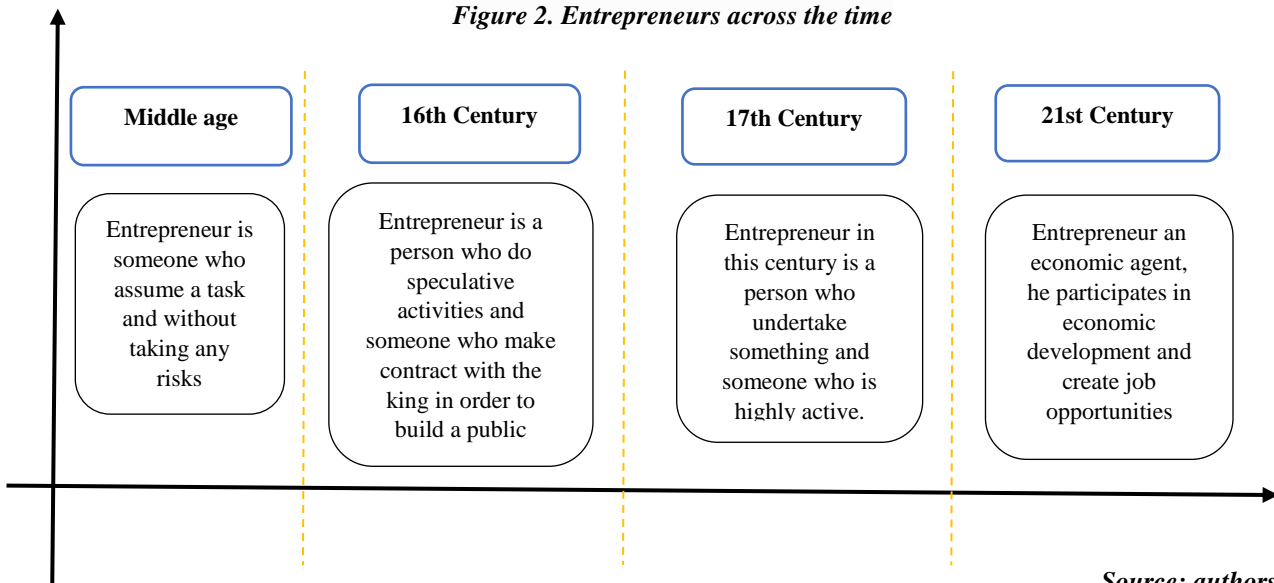 Figure 2. Entrepreneurs across the time
Middle age
16th Century
17th Century
21st Century
Entrepreneur is
someone who
assume a task
and without
taking any
risks
Entrepreneur is a
person who do
speculative
activities and
someone who make
contract with the
king in order to
build a public
Entrepreneur in
this century is a
person who
undertake
something and
someone who is
highly active.
Entrepreneur an
economic agent,
he participates in
economic
development and
create job
opportunities
Source: authors